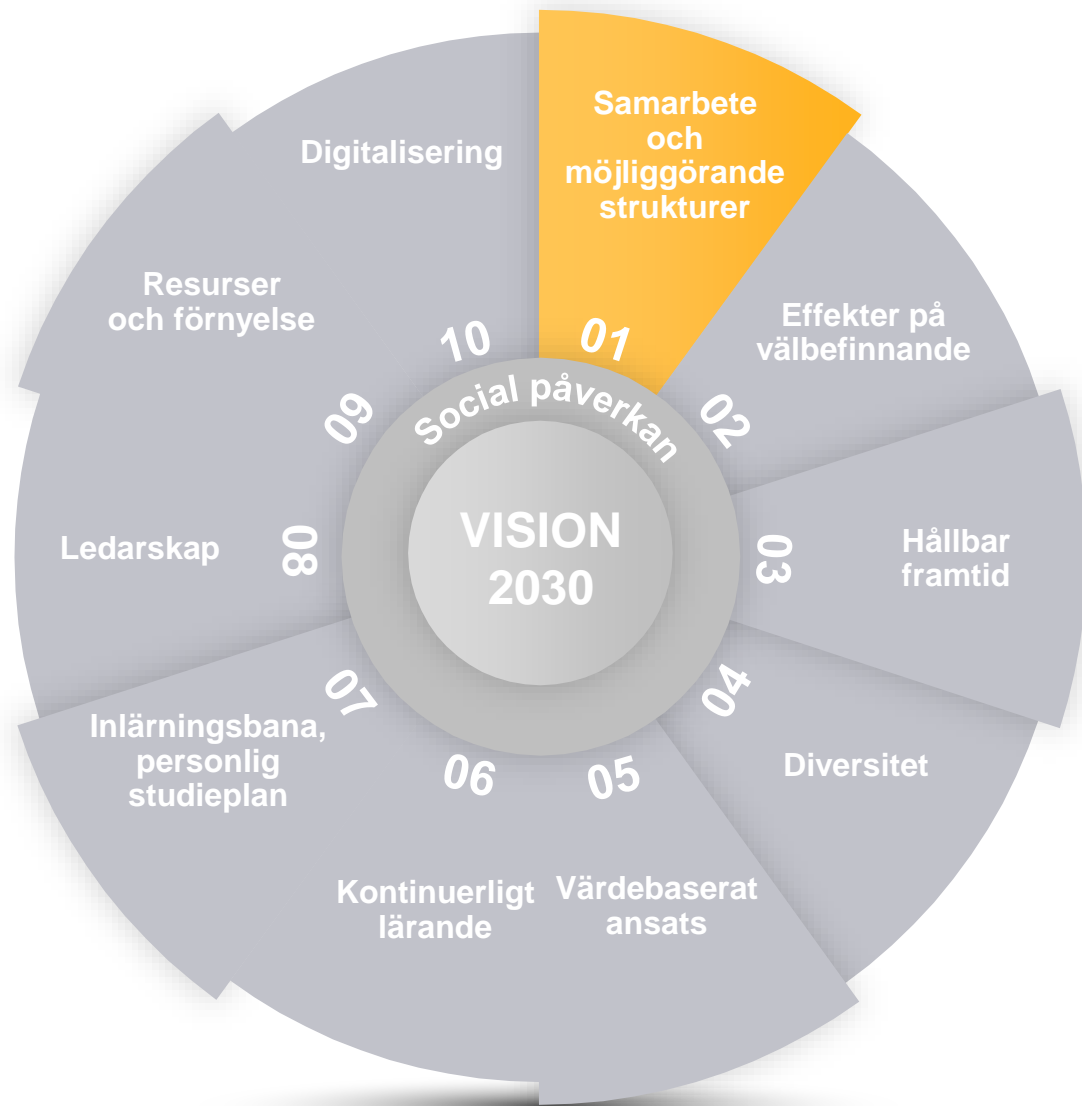 Samarbete
och
möjliggörande
strukturer
01
Effekter på
välbefinnande
02
Hållbar
framtid
03
Diversitet
04
Värdebaserat
ansats
05
Kontinuerligt
lärande
06
Inlärningsbana,
personlig
studieplan
07
Ledarskap
08
Resurser
och förnyelse
09
Digitalisering
10
Social påverkan
VISION
2030